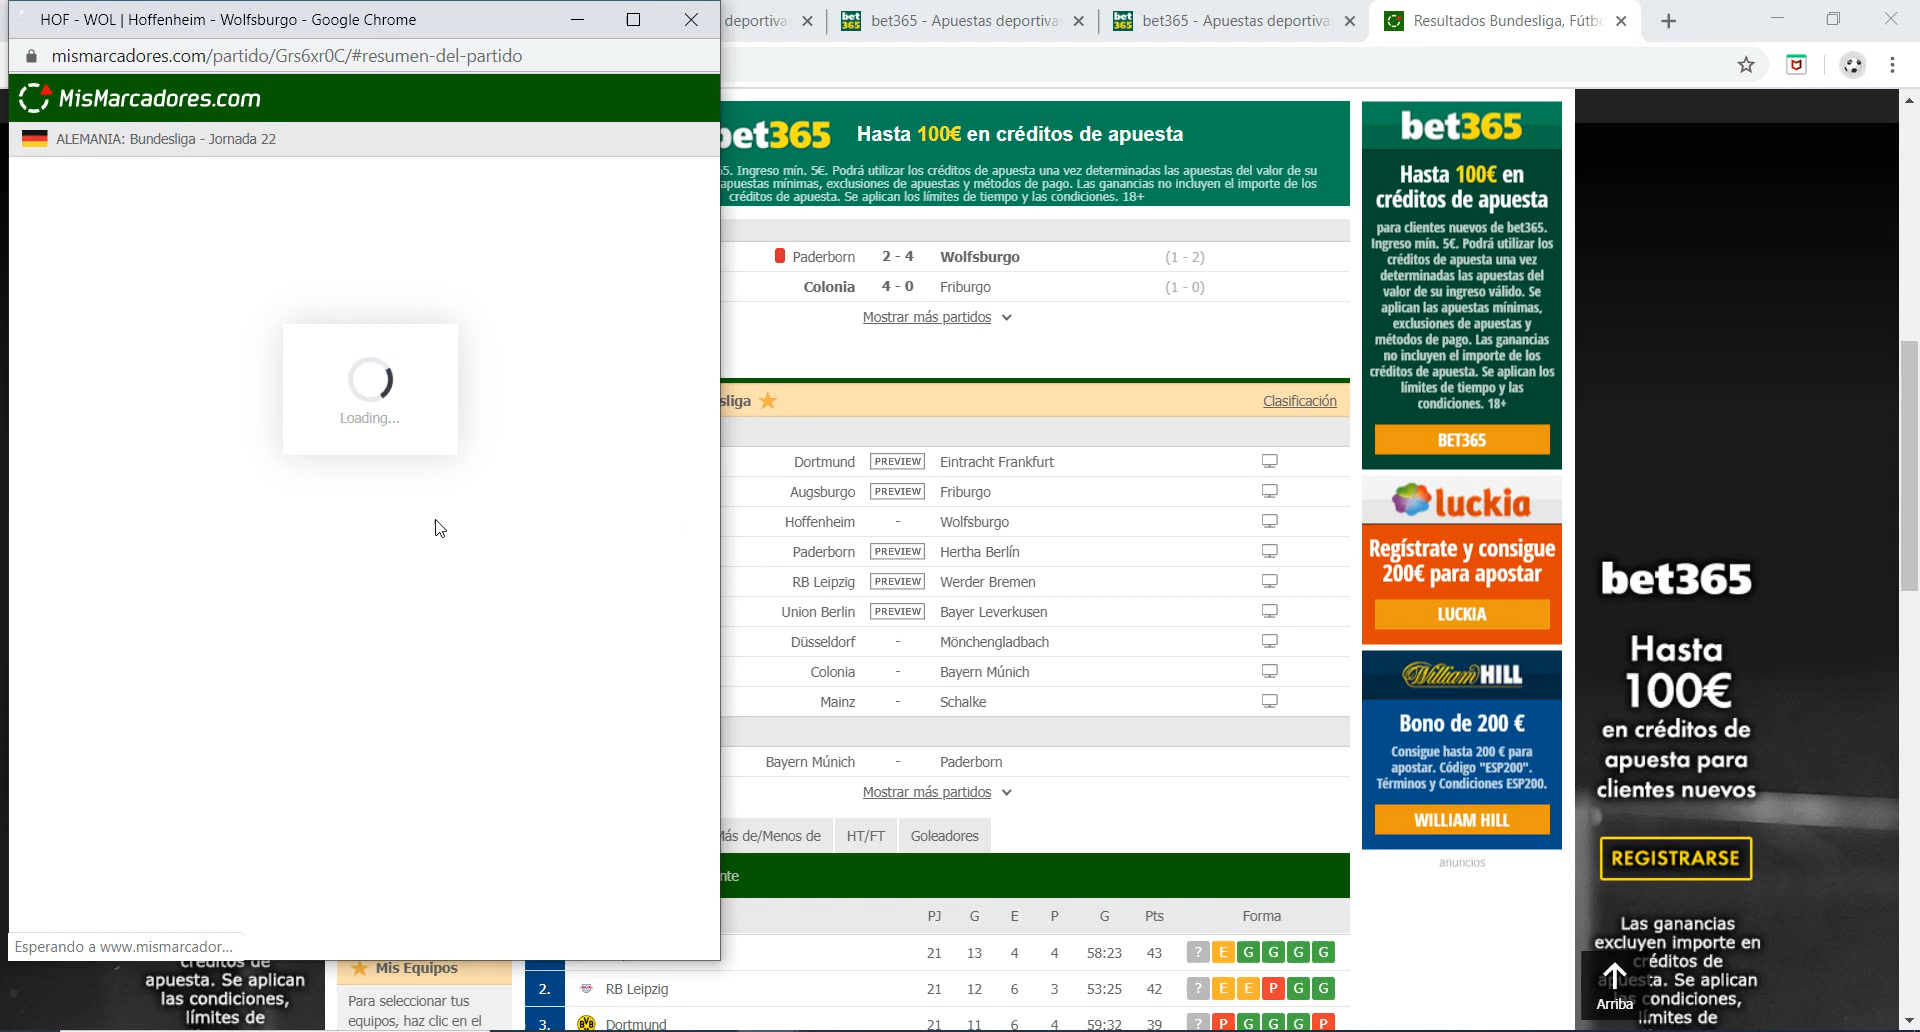 HOF - WOL | Hoffenheim - Wolfsburgo - Google Chrome
mismarcadores.com/partido/Grs6xr0C/#resumen-del-partido
MisMarcadores.com
ALEMANIA: Bundesliga - Jornada 22
Loading...
Esperando a www.mismarcador...
deportiva
bet365 - Apuestas deportiva
bet365 - Apuestas deportiva
Resultados Bundesliga, Fútbo
bet365
Hasta 100€ en créditos de apuesta
5. Ingreso mín. 5€. Podrá utilizar los créditos de apuesta una vez determinadas las apuestas del valor de su
apuestas mínimas, exclusiones de apuestas y métodos de pago. Las ganancias no incluyen el importe de los
créditos de apuesta. Se aplican los límites de tiempo y las condiciones. 18+
Paderborn 2 - 4 Wolfsburgo (1 - 2)
Colonia 4 - 0 Friburgo (1 - 0)
Mostrar más partidos
sliga
Clasificación
Dortmund PREVIEW Eintracht Frankfurt
Augsburgo PREVIEW Friburgo
Hoffenheim - Wolfsburgo
Paderborn PREVIEW Hertha Berlín
RB Leipzig PREVIEW Werder Bremen
Union Berlin PREVIEW Bayer Leverkusen
Düsseldorf - Mönchengladbach
Colonia - Bayern Múnich
Mainz - Schalke
Bayern Múnich - Paderborn
Mostrar más partidos
Más de/Menos de HT/FT Goleadores
nte
PJ G E P G Pts Forma
21 13 4 4 58:23 43 ? E G G G G
2. RB Leipzig 21 12 6 3 53:25 42 ? E E P G G
3. Dortmund 21 11 6 4 59:32 39 ? P G G G P
créditos de
apuesta. Se aplican
las condiciones,
límites de
Mis Equipos
Para seleccionar tus
equipos, haz clic en el
bet365
Hasta 100€ en
créditos de apuesta
para clientes nuevos de bet365.
Ingreso mín. 5€. Podrá utilizar los
créditos de apuesta una vez
determinadas las apuestas del
valor de su ingreso válido. Se
aplican las apuestas mínimas,
exclusiones de apuestas y
métodos de pago. Las ganancias
no incluyen el importe de los
créditos de apuesta. Se aplican los
límites de tiempo y las
condiciones. 18+
BET365
luckia
Regístrate y consigue
200€ para apostar
LUCKIA
William HILL
Bono de 200 €
Consigue hasta 200 € para
apostar. Código "ESP200".
Términos y Condiciones ESP200.
WILLIAM HILL
anuncios
bet365
Hasta
100€
en créditos de
apuesta para
clientes nuevos
REGISTRARSE
Las ganancias
excluyen importe en
créditos de
apuesta. Se aplican
las condiciones,
límites de
Arriba